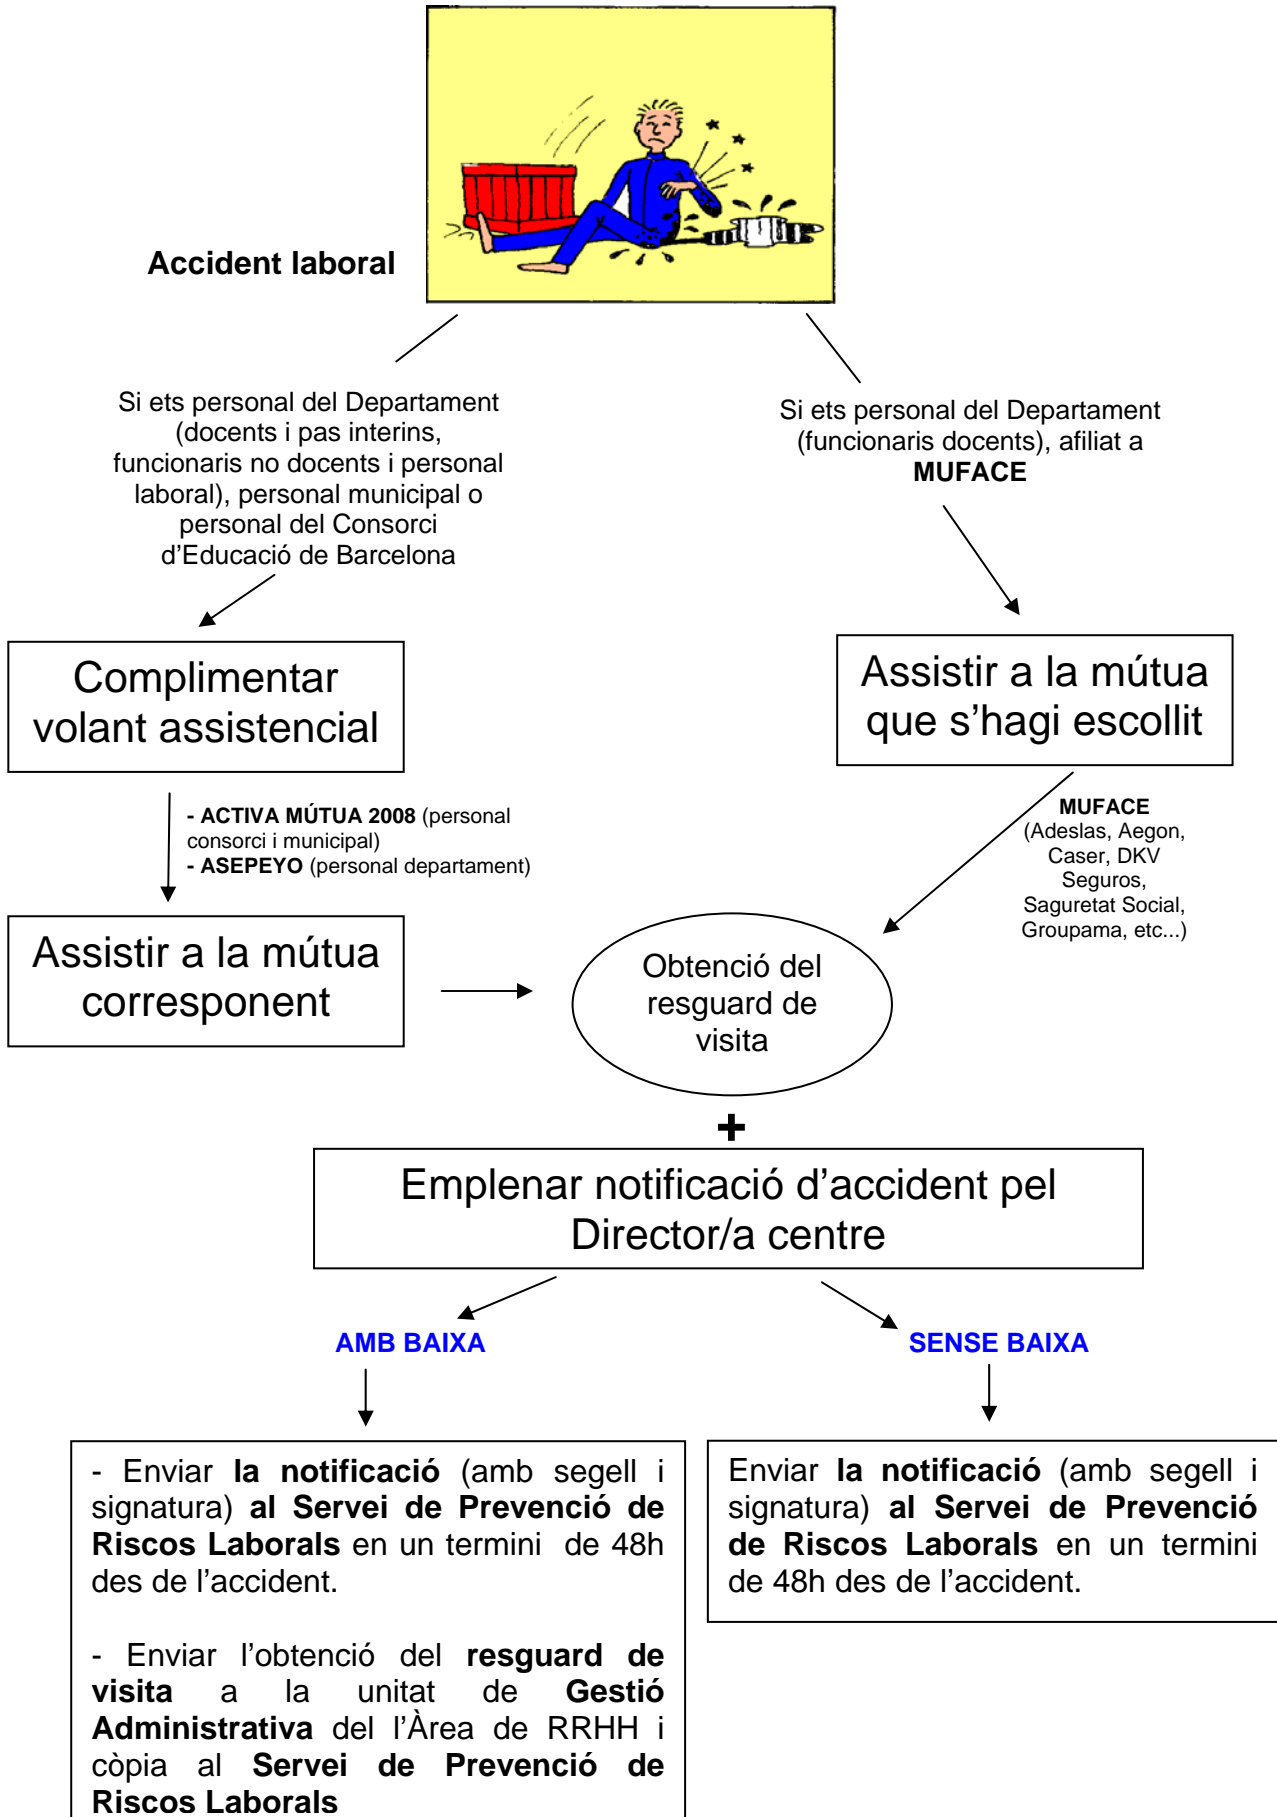 Accident laboral
Si ets personal del Departament
(docents i pas interins,
funcionaris no docents i personal
laboral), personal municipal o
personal del Consorci
d'Educació de Barcelona
Si ets personal del Departament
(funcionaris docents), afiliat a
MUFACE
Complimentar
volant assistencial
Assistir a la mútua
que s'hagi escollit
- ACTIVA MÚTUA 2008 (personal
consorci i municipal)
- ASEPEYO (personal departament)
MUFACE
(Adeslas, Aegon,
Caser, DKV
Seguros,
Saguretat Social,
Groupama, etc...)
Assistir a la mútua
corresponent
Obtenció del
resguard de
visita
+
Emplenar notificació d'accident pel
Director/a centre
AMB BAIXA
SENSE BAIXA
- Enviar la notificació (amb segell i
signatura) al Servei de Prevenció de
Riscos Laborals en un termini de 48h
des de l'accident.
- Enviar l'obtenció del resguard de
visita a la unitat de Gestió
Administrativa del l'Àrea de RRHH i
còpia al Servei de Prevenció de
Riscos Laborals
Enviar la notificació (amb segell i
signatura) al Servei de Prevenció
de Riscos Laborals en un termini
de 48h des de l'accident.